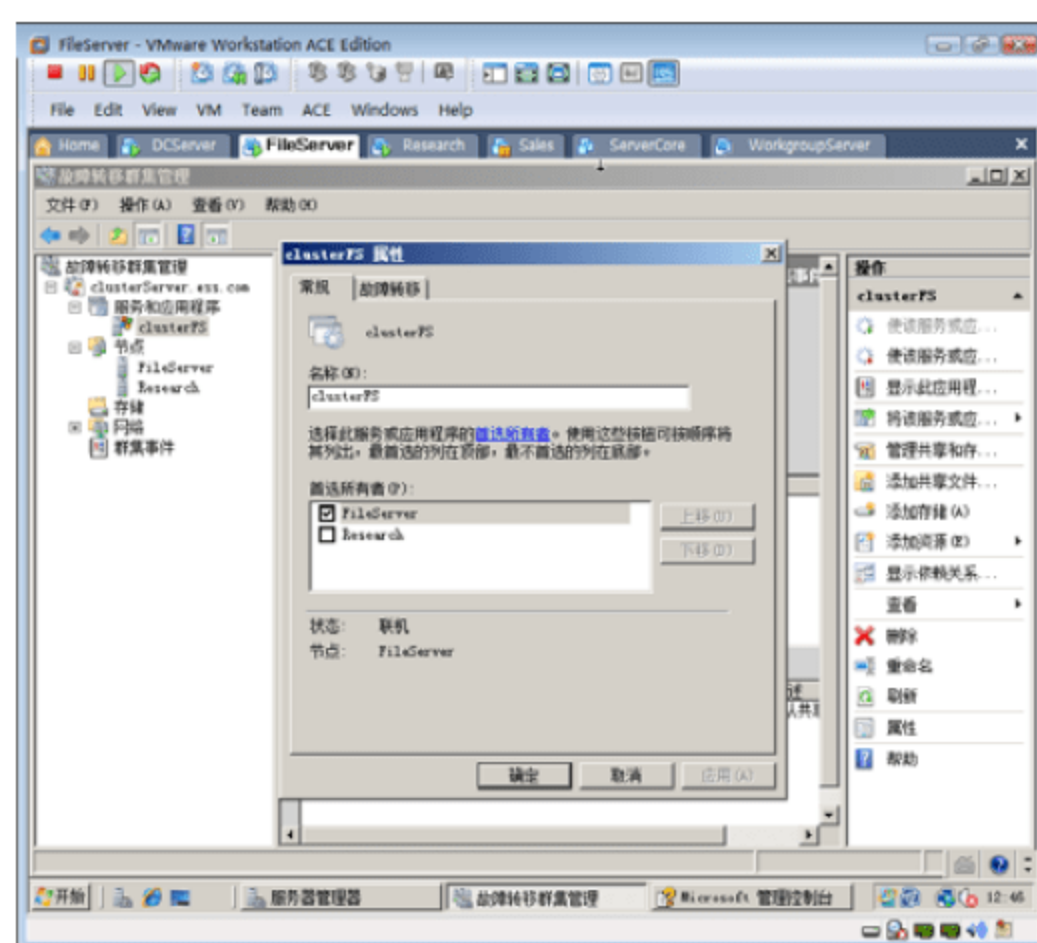 FileServer - VMware Workstation ACE Edition
File Edit View VM Team ACE Windows Help
Home DCServer FileServer Research Sales ServerCore WorkgroupServer
故障转移群集管理
文件(F) 操作(A) 查看(V) 帮助(H)
故障转移群集管理
clusterServer.ess.com
服务和应用程序
clusterFS
节点
FileServer
Research
存储
网络
群集事件
clusterFS 属性
常规 故障转移
clusterFS
名称(N):
clusterFS
选择此服务或应用程序的首选所有者。使用这些按钮可按顺序将
其列出，最首选的列在顶部，最不首选的列在底部。
首选所有者(P):
FileServer
Research
上移(U)
下移(D)
状态: 联机
节点: FileServer
确定 取消 应用(A)
操作
clusterFS
使该服务或应...
使该服务或应...
显示此应用程...
将该服务或应...
管理共享和存...
添加共享文件...
添加存储(A)
添加资源(R)
显示依赖关系...
查看
删除
重命名
刷新
属性
帮助
开始 服务器管理器 故障转移群集管理 Microsoft 管理控制台 12:46